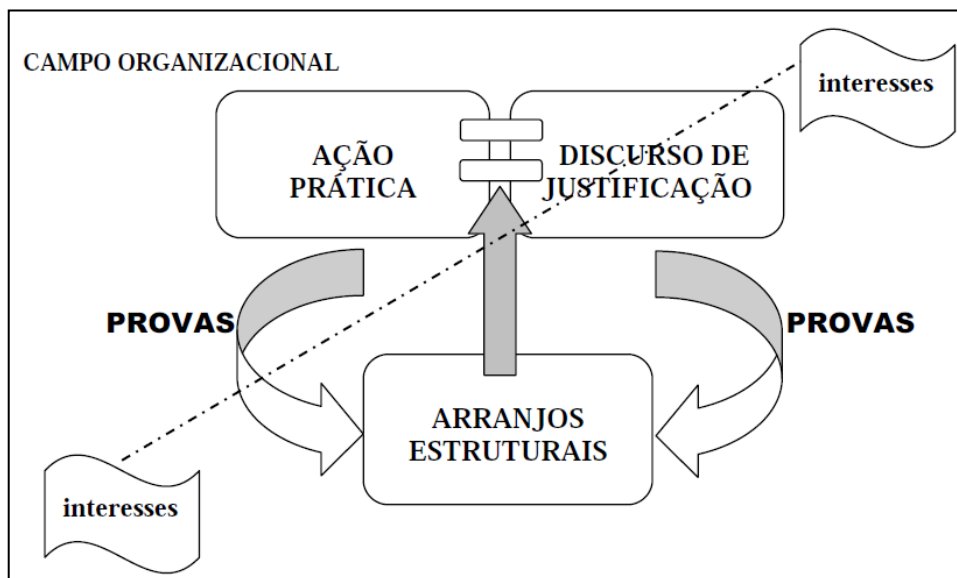 CAMPO ORGANIZACIONAL
interesses
AÇÃO
PRÁTICA
DISCURSO DE
JUSTIFICAÇÃO
PROVAS
PROVAS
ARRANJOS
ESTRUTURAIS
interesses